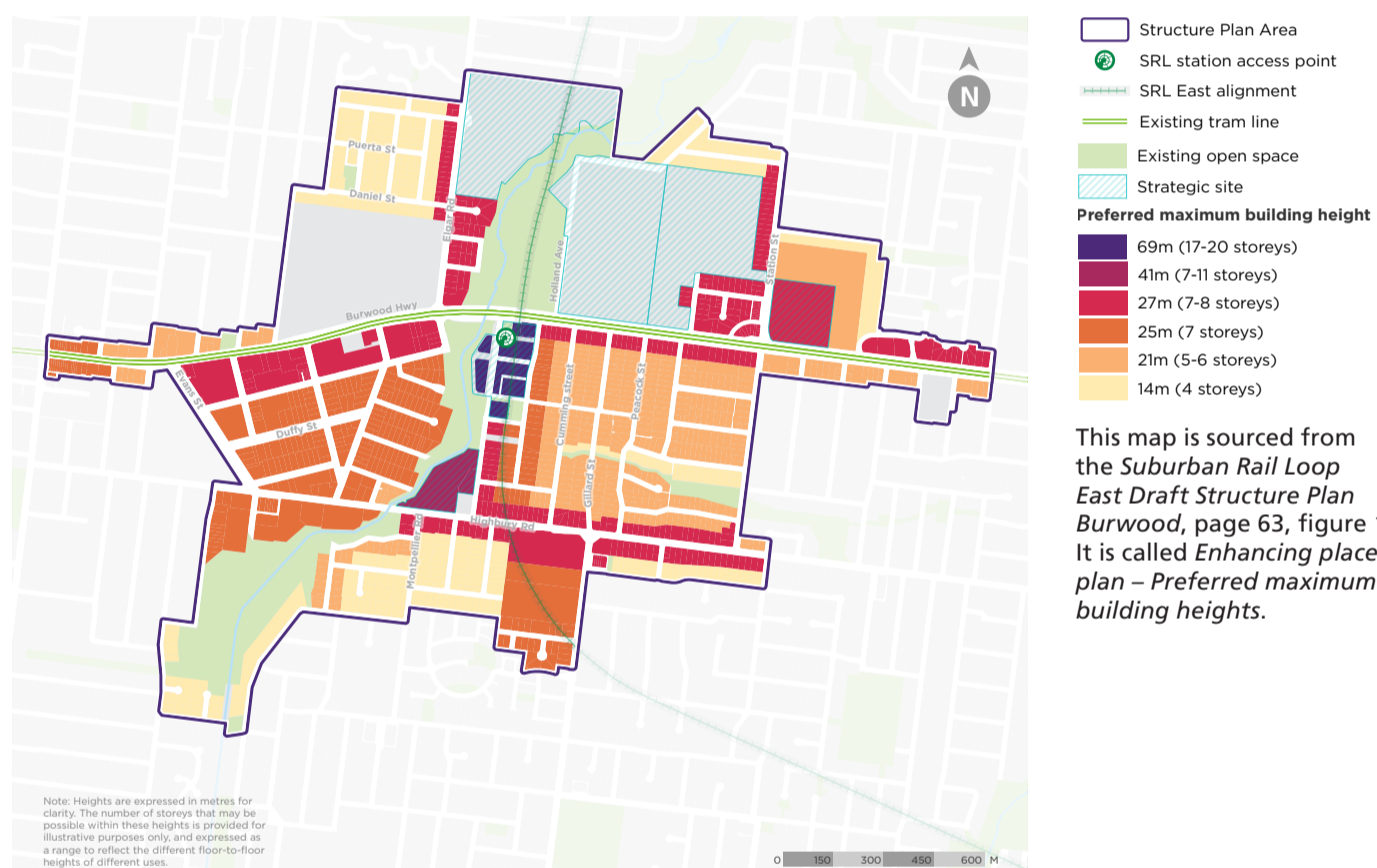 Puerta St
Daniel St
Elgar Rd
Holland Ave
Station St
Burwood Hwy
Evans St
Duffy St
Cumming street
Peacock St
Gillard St
Highbury Rd
Montpellier Rd
N
Note: Heights are expressed in metres for
clarity. The number of storeys that may be
possible within these heights is provided for
illustrative purposes only, and expressed as
a range to reflect the different floor-to-floor
heights of different uses.
0 150 300 450 600 M
Structure Plan Area
SRL station access point
SRL East alignment
Existing tram line
Existing open space
Strategic site
Preferred maximum building height
69m (17-20 storeys)
41m (7-11 storeys)
27m (7-8 storeys)
25m (7 storeys)
21m (5-6 storeys)
14m (4 storeys)
This map is sourced from
the Suburban Rail Loop
East Draft Structure Plan
Burwood, page 63, figure
It is called Enhancing place
plan – Preferred maximum
building heights.